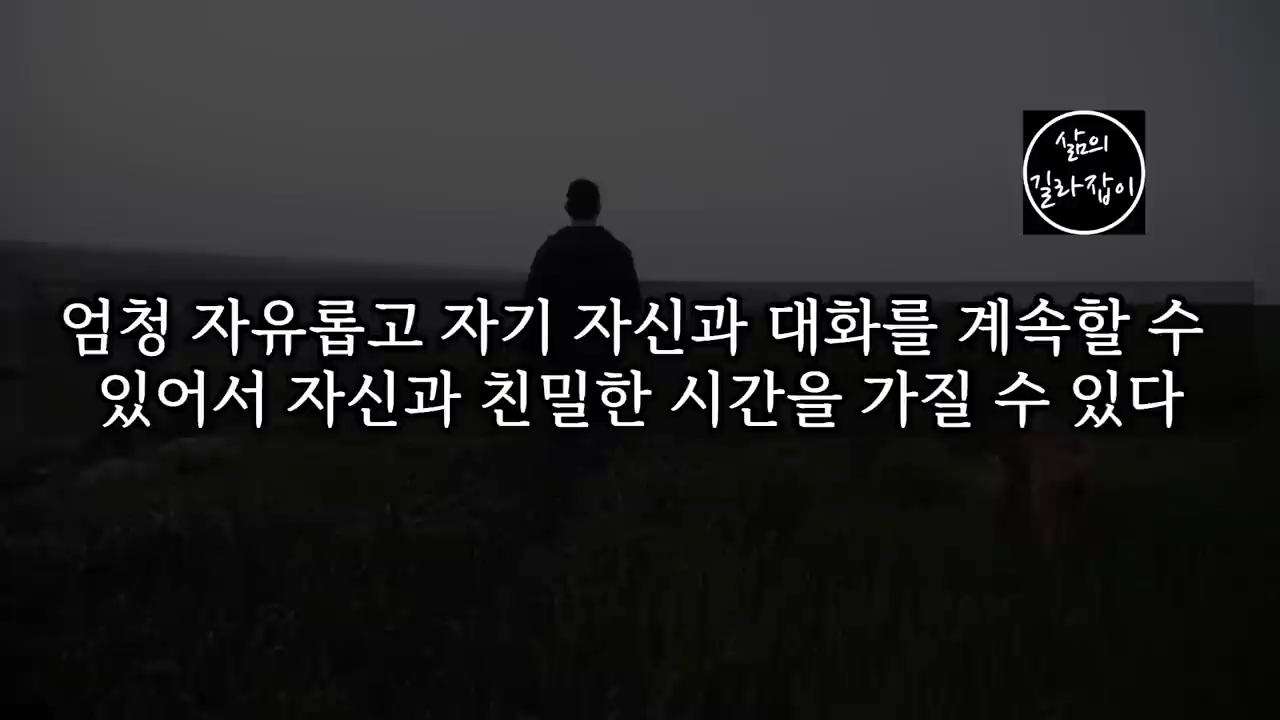 삶의
길라잡이
엄청 자유롭고 자기 자신과 대화를 계속할 수
있어서 자신과 친밀한 시간을 가질 수 있다